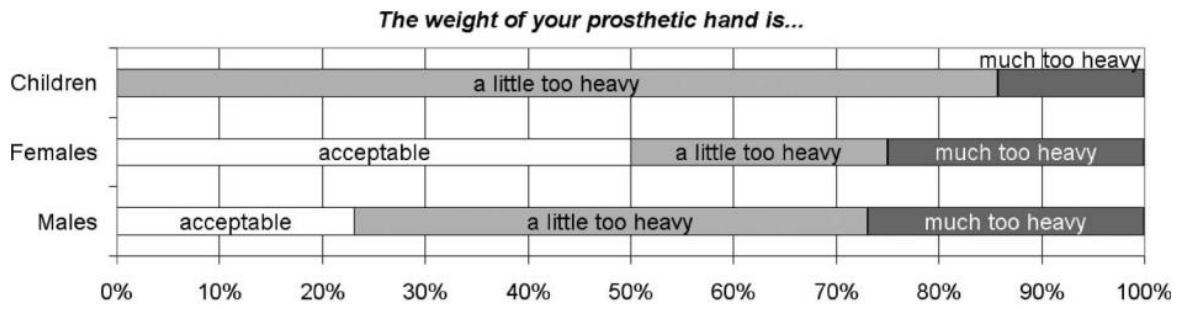 The weight of your prosthetic hand is...
much too heavy
Children
a little too heavy
Females
acceptable
a little too heavy
much too heavy
Males
acceptable
a little too heavy
much too heavy
0% 10% 20% 30% 40% 50% 60% 70% 80% 90% 100%